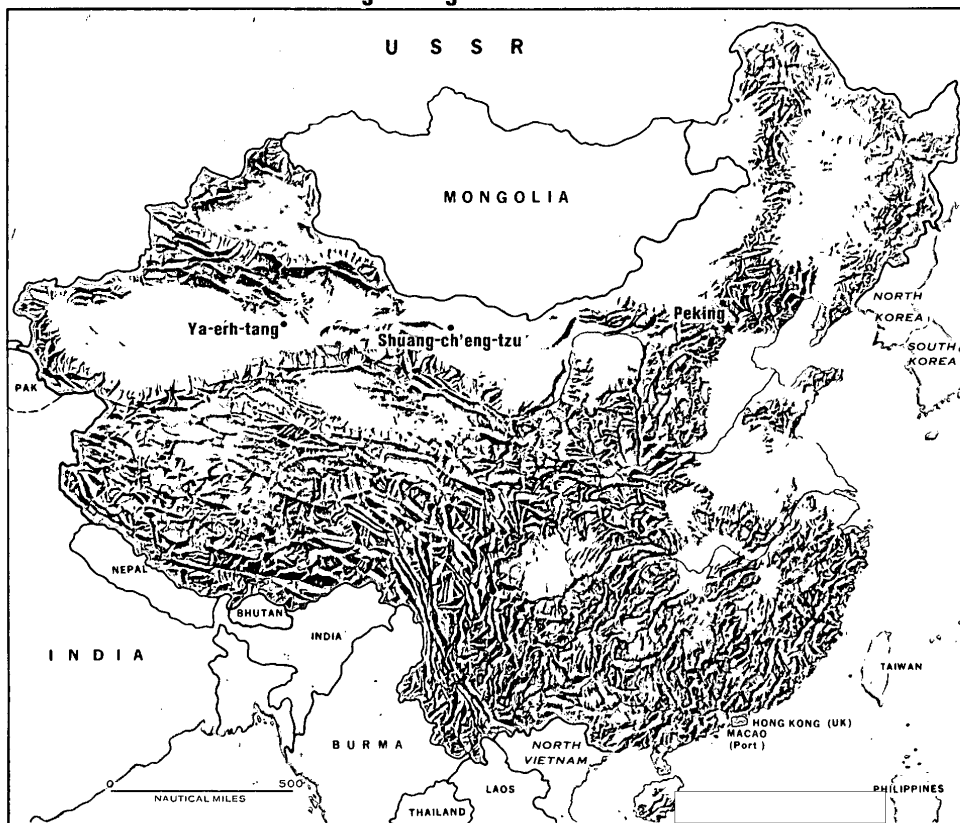 U S S R
MONGOLIA
NORTH
KOREA
Peking
Ya-erh-tang
Shuang-ch'eng-tzu
SOUTH
KOREA
PAK
NEPAL
BHUTAN
INDIA
INDIA
TAIWAN
HONG KONG (UK)
MACAO
(Port )
BURMA
NORTH
VIETNAM
0 500
NAUTICAL MILES
LAOS
PHILIPPINES
THAILAND